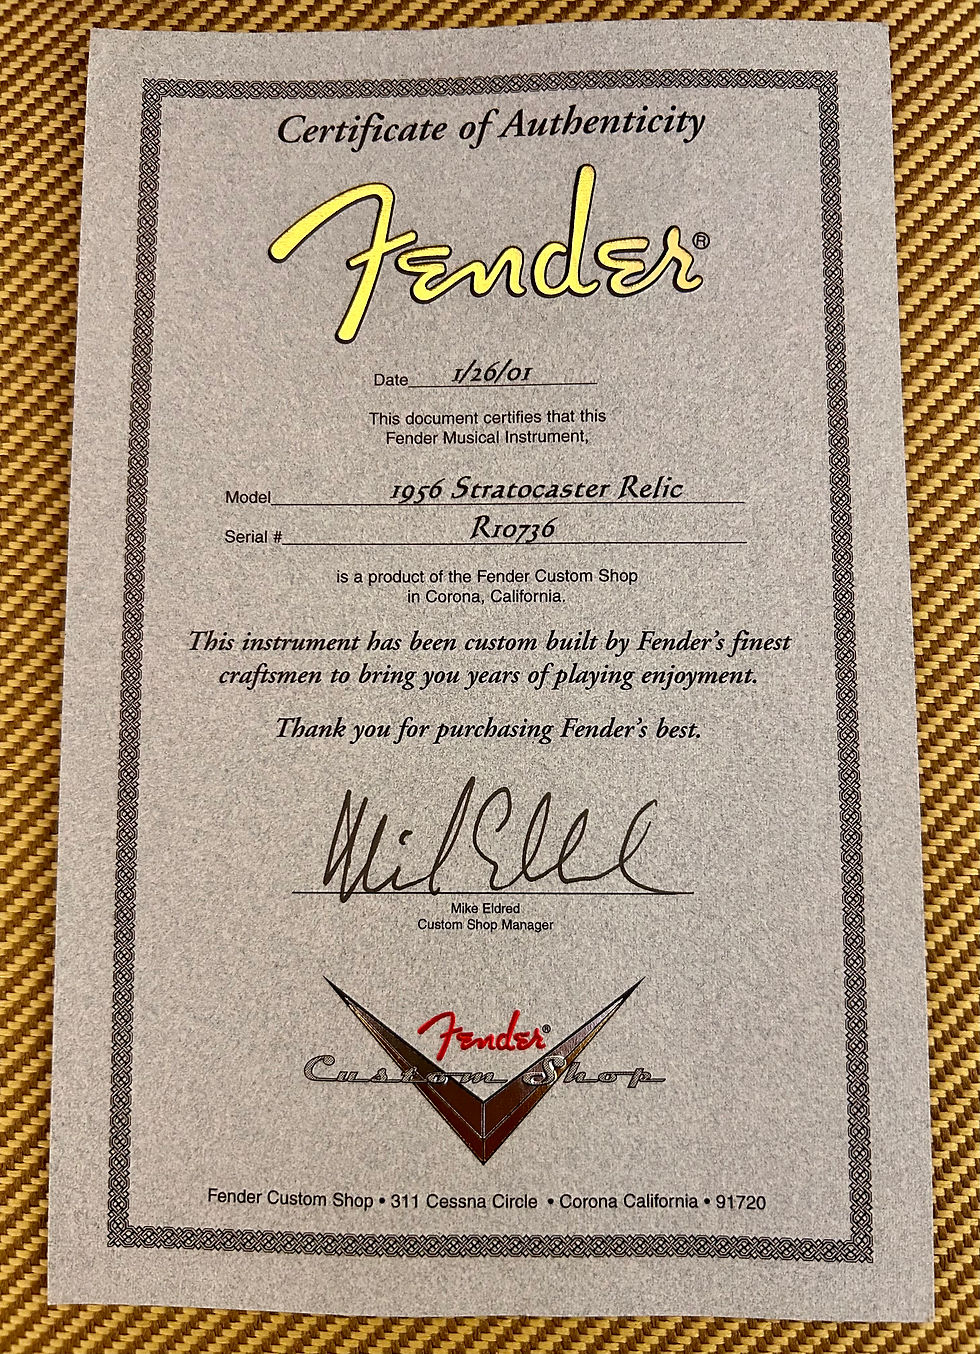 Certificate of Authenticity
Fender®
Date 1/26/01
This document certifies that this
Fender Musical Instrument,
Model 1956 Stratocaster Relic
Serial # R10736
is a product of the Fender Custom Shop
in Corona, California.
This instrument has been custom built by Fender's finest
craftsmen to bring you years of playing enjoyment.
Thank you for purchasing Fender's best.
Mike Eldred
Mike Eldred
Custom Shop Manager
Fender®
Custom Shop
Fender Custom Shop • 311 Cessna Circle • Corona California • 91720